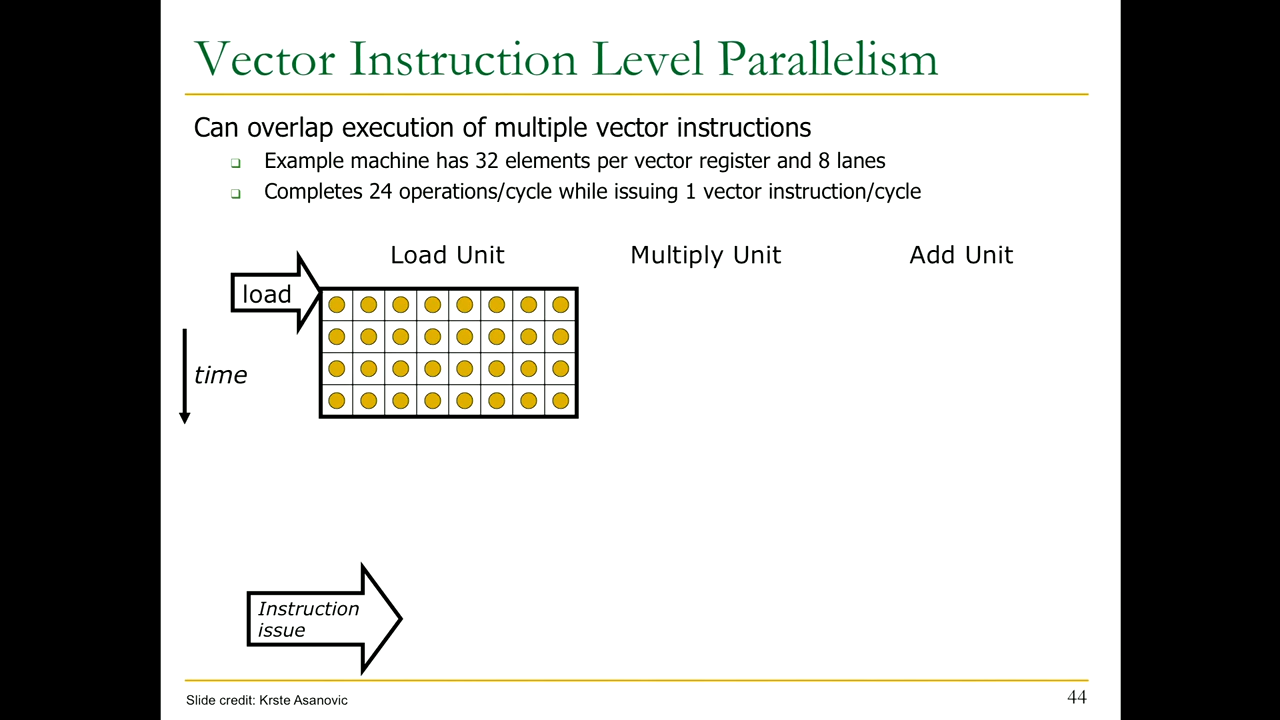 Vector Instruction Level Parallelism
Can overlap execution of multiple vector instructions
Example machine has 32 elements per vector register and 8 lanes
Completes 24 operations/cycle while issuing 1 vector instruction/cycle
Load Unit Multiply Unit Add Unit
load
time
Instruction
issue
Slide credit: Krste Asanovic
44